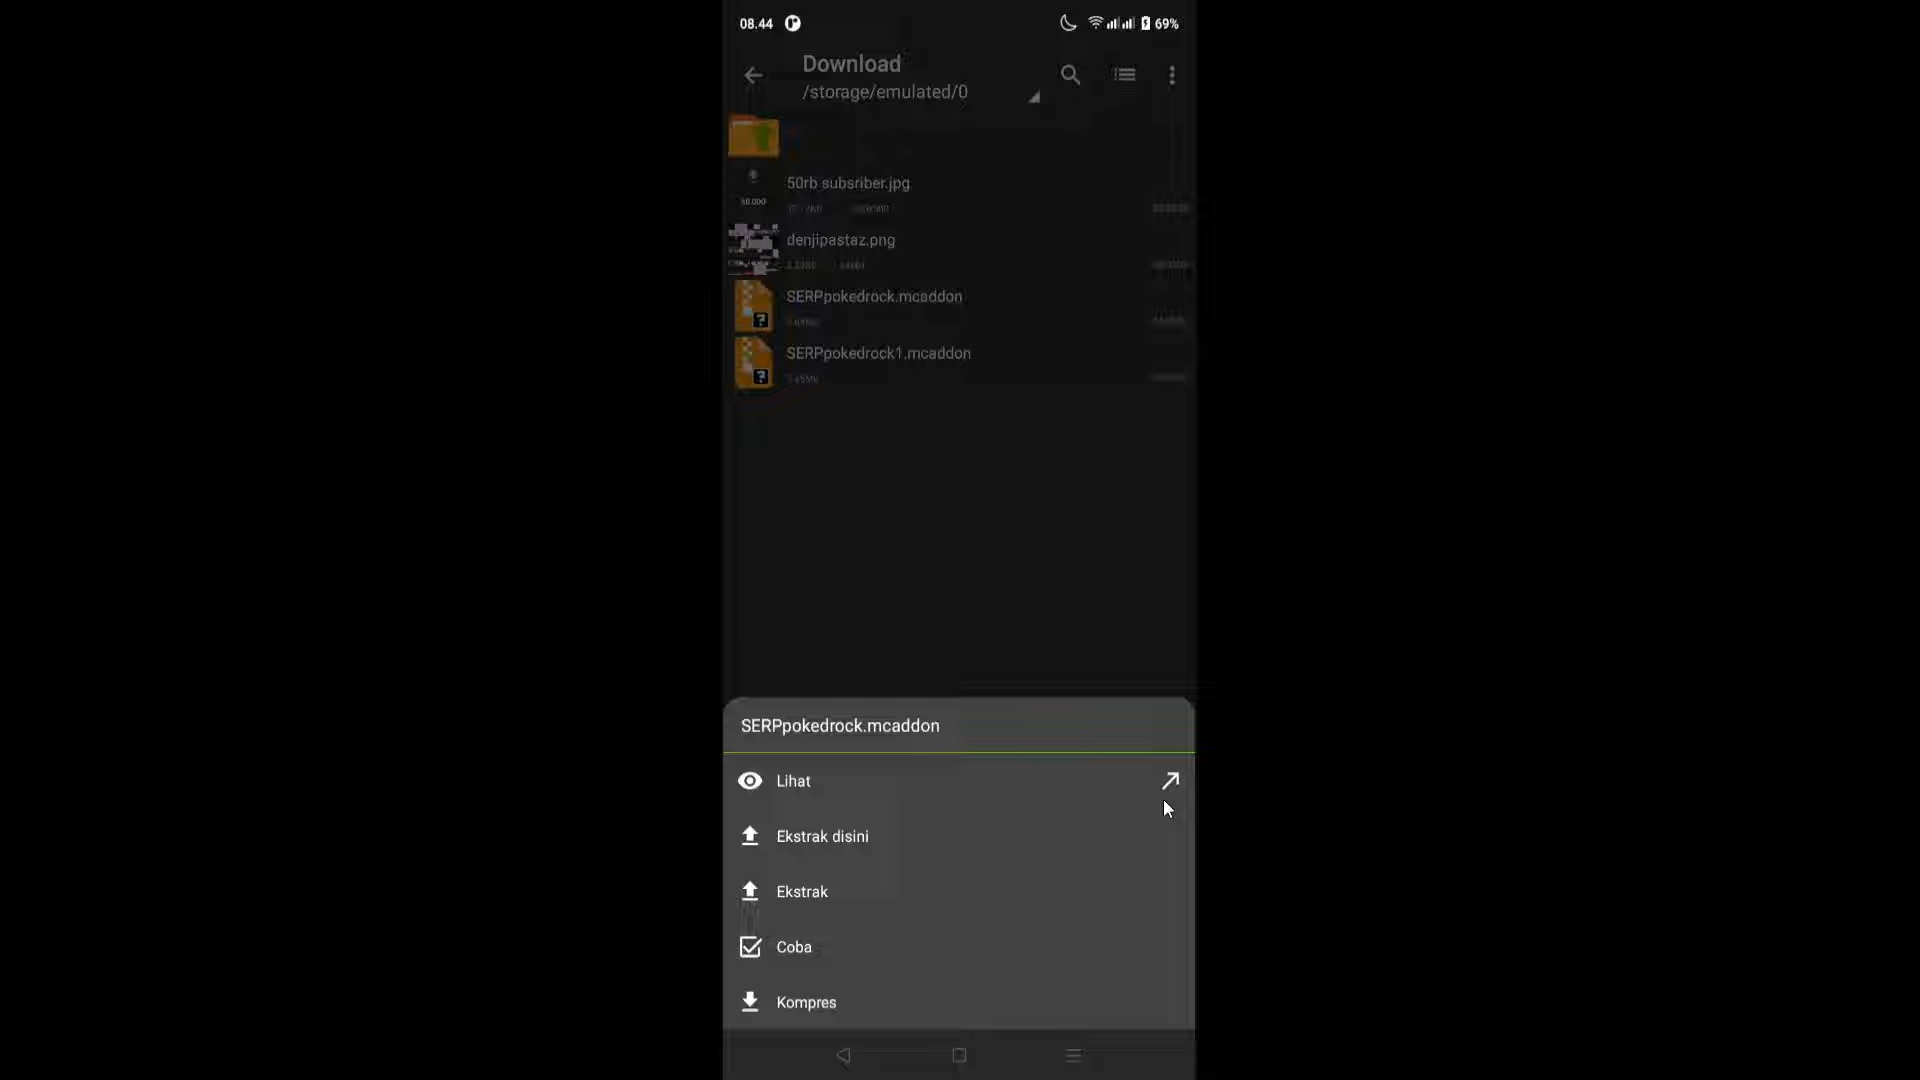 08.44
69%
Download
/storage/emulated/0
50rb subsriber.jpg
denjipastaz.png
SERPpokedrock.mcaddon
SERPpokedrock1.mcaddon
SERPpokedrock.mcaddon
Lihat
Ekstrak disini
Ekstrak
Coba
Kompres